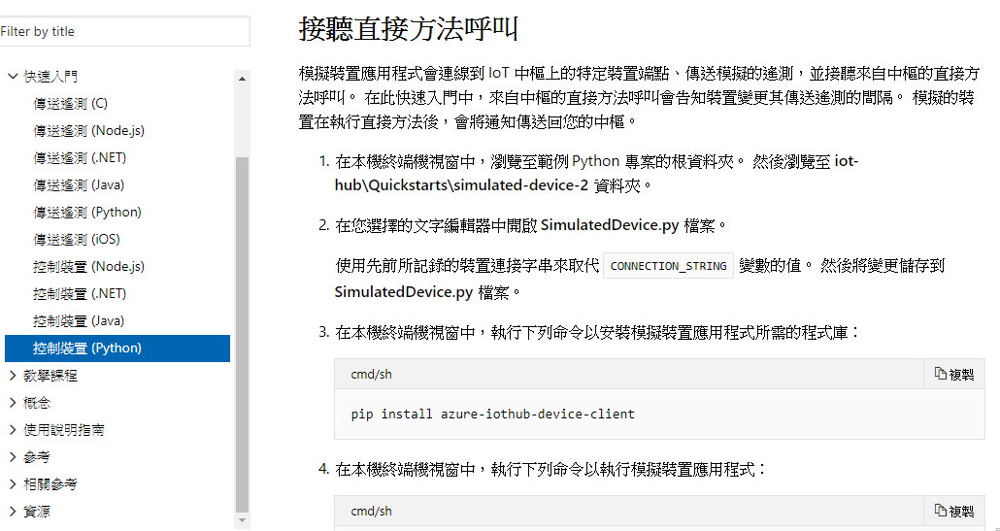 Filter by title
快速入門
傳送遙測 (C)
傳送遙測 (Node.js)
傳送遙測 (.NET)
傳送遙測 (Java)
傳送遙測 (Python)
傳送遙測 (iOS)
控制裝置 (Node.js)
控制裝置 (.NET)
控制裝置 (Java)
控制裝置 (Python)
教學課程
概念
使用說明指南
參考
相關參考
資源
接聽直接方法呼叫
模擬裝置應用程式會連線到 IoT 中樞上的特定裝置端點、傳送模擬的遙測，並接聽來自中樞的直接方
法呼叫。 在此快速入門中，來自中樞的直接方法呼叫會告知裝置變更其傳送遙測的間隔。 模擬的裝
置在執行直接方法後，會將通知傳送回您的中樞。
1. 在本機終端機視窗中，瀏覽至範例 Python 專案的根資料夾。 然後瀏覽至 iot-
hub\Quickstarts\simulated-device-2 資料夾。
2. 在您選擇的文字編輯器中開啟 SimulatedDevice.py 檔案。
使用先前所記錄的裝置連接字串來取代 CONNECTION_STRING 變數的值。 然後將變更儲存到
SimulatedDevice.py 檔案。
3. 在本機終端機視窗中，執行下列命令以安裝模擬裝置應用程式所需的程式庫：
cmd/sh 複製
pip install azure-iothub-device-client
4. 在本機終端機視窗中，執行下列命令以執行模擬裝置應用程式：
cmd/sh 複製